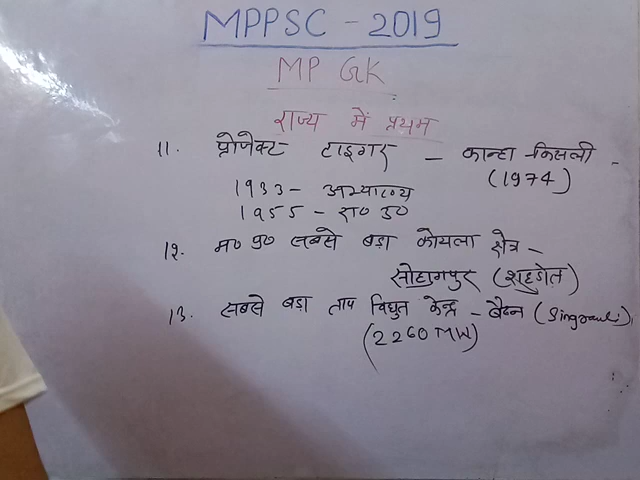 MPPSC - 2019
MP GK
राज्य में प्रथम
11. प्रोजेक्ट टाइगर - कान्हा-किसली -
(1974)
1933 - अभ्यारण्य
1955 - रा० उ०
12. म० प्र० सबसे बड़ा कोयला क्षेत्र -
सोहागपुर (शहडोल)
13. सबसे बड़ा ताप विद्युत केन्द्र - बैढ़न (Singrauli)
(2260 MW)